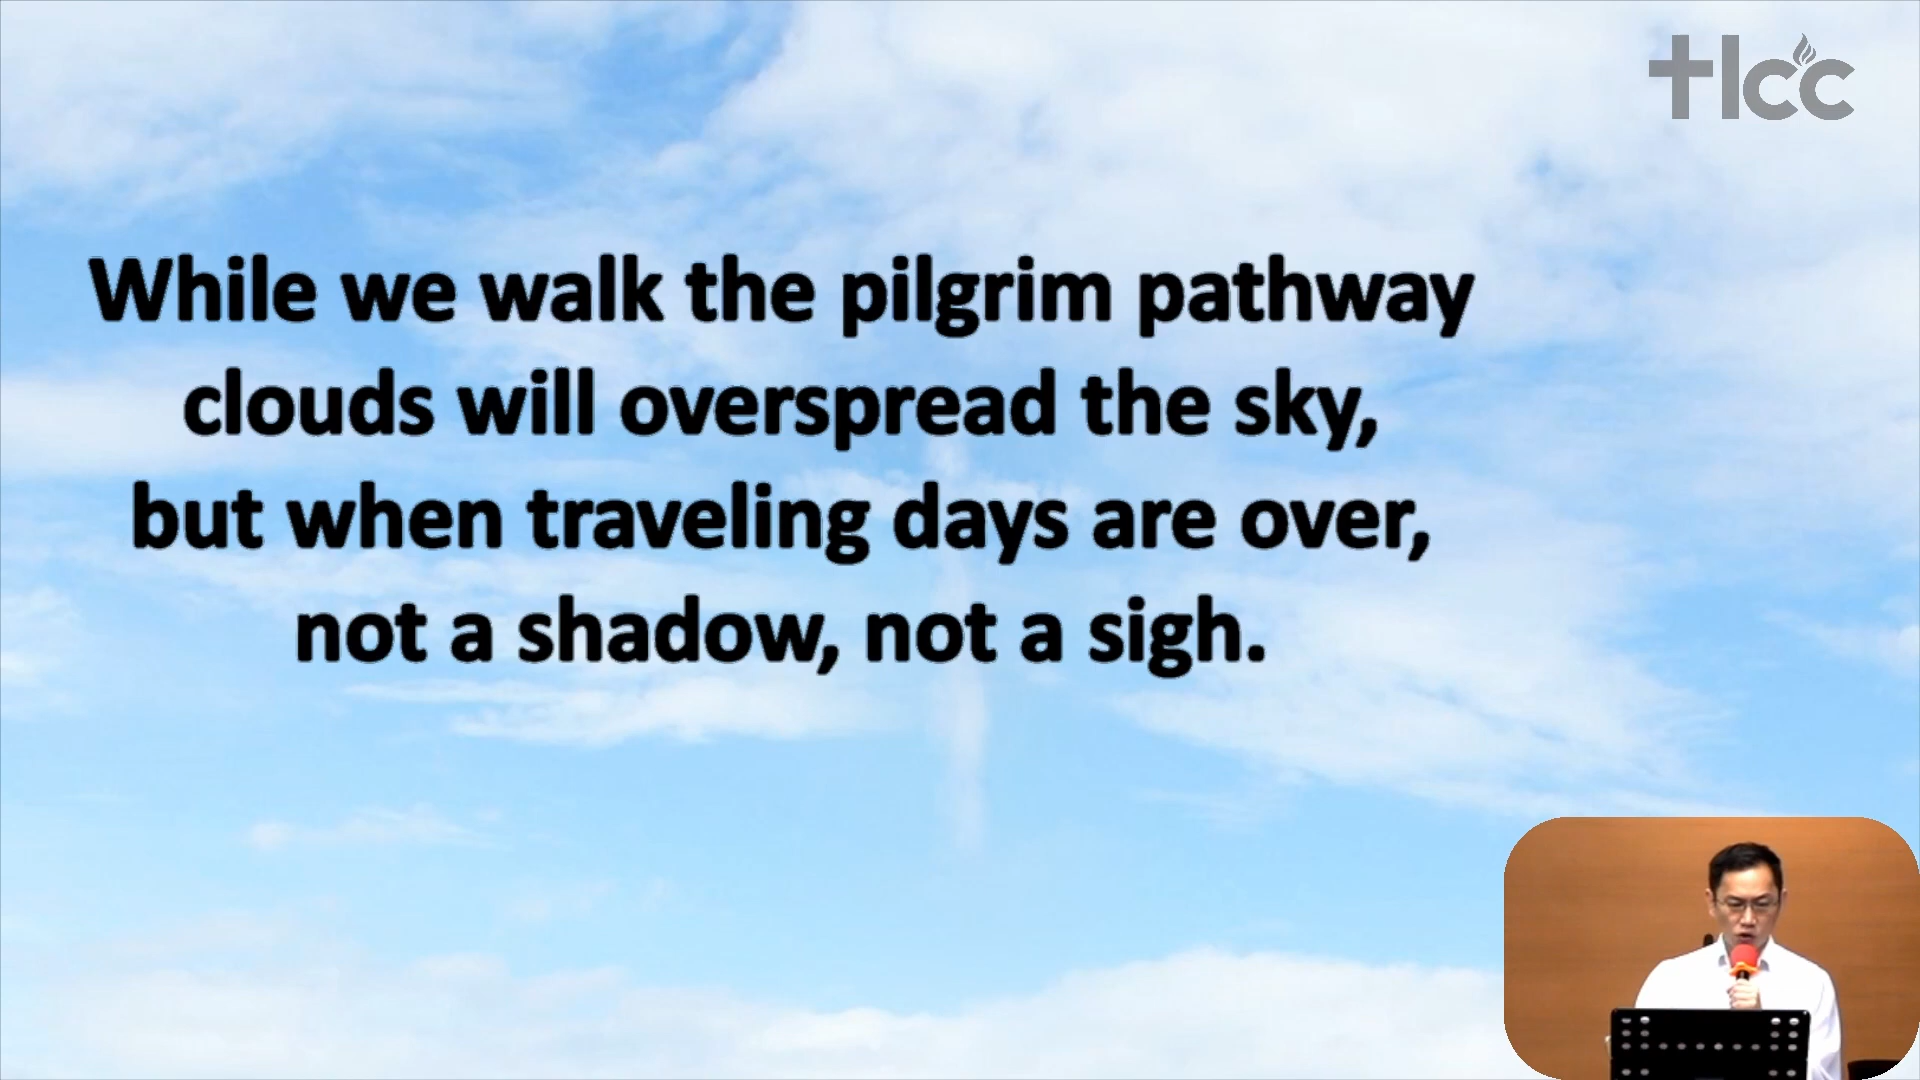 tlcc
While we walk the pilgrim pathway
clouds will overspread the sky,
but when traveling days are over,
not a shadow, not a sigh.